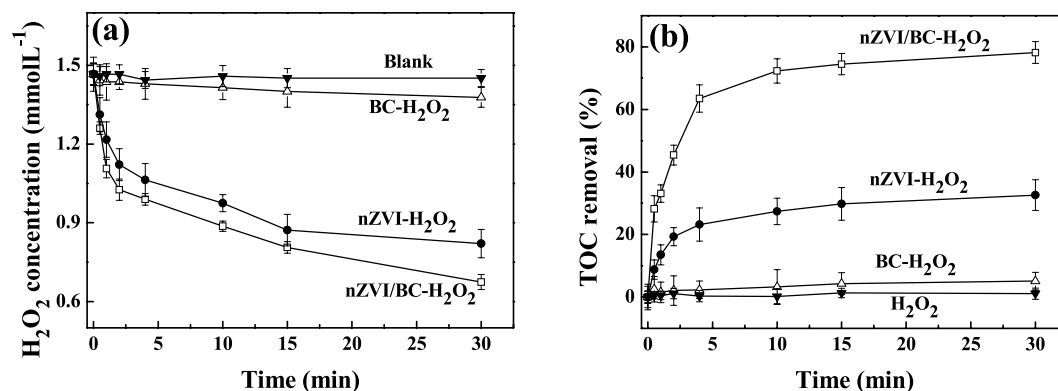 (a)
H₂O₂ concentration (mmolL⁻¹)
1.5
1.2
0.9
0.6
Blank
BC-H₂O₂
nZVI-H₂O₂
nZVI/BC-H₂O₂
0 5 10 15 20 25 30
Time (min)
(b)
TOC removal (%)
80
60
40
20
0
nZVI/BC-H₂O₂
nZVI-H₂O₂
BC-H₂O₂
H₂O₂
0 5 10 15 20 25 30
Time (min)